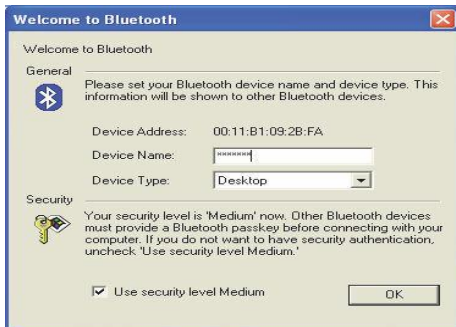 Welcome to Bluetooth
Welcome to Bluetooth
General
Please set your Bluetooth device name and device type. This
information will be shown to other Bluetooth devices.
Device Address: 00:11:B1:09:2B:FA
Device Name: *******
Device Type: Desktop
Security
Your security level is 'Medium' now. Other Bluetooth devices
must provide a Bluetooth passkey before connecting with your
computer. If you do not want to have security authentication,
uncheck 'Use security level Medium.'
Use security level Medium
OK